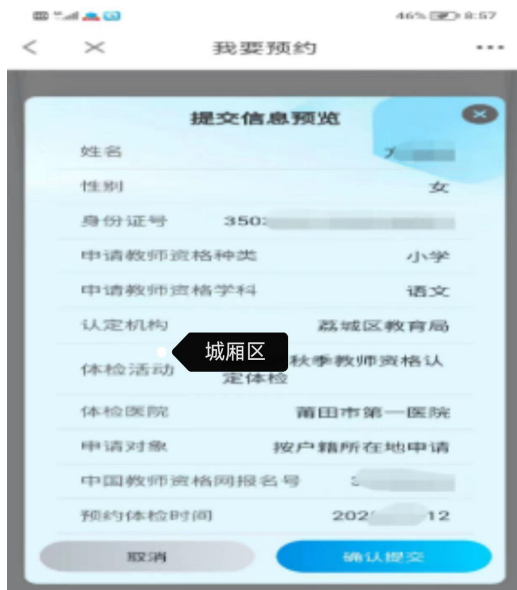 46% 8:57
我要预约
提交信息预览
姓名
性别 女
身份证号 350
申请教师资格种类 小学
申请教师资格学科 语文
认定机构 荔城区教育局
城厢区
体检活动 秋季教师资格认
定体检
体检医院 莆田市第一医院
申请对象 按户籍所在地申请
中国教师资格网报名号
预约体检时间 202 12
取消 确认提交